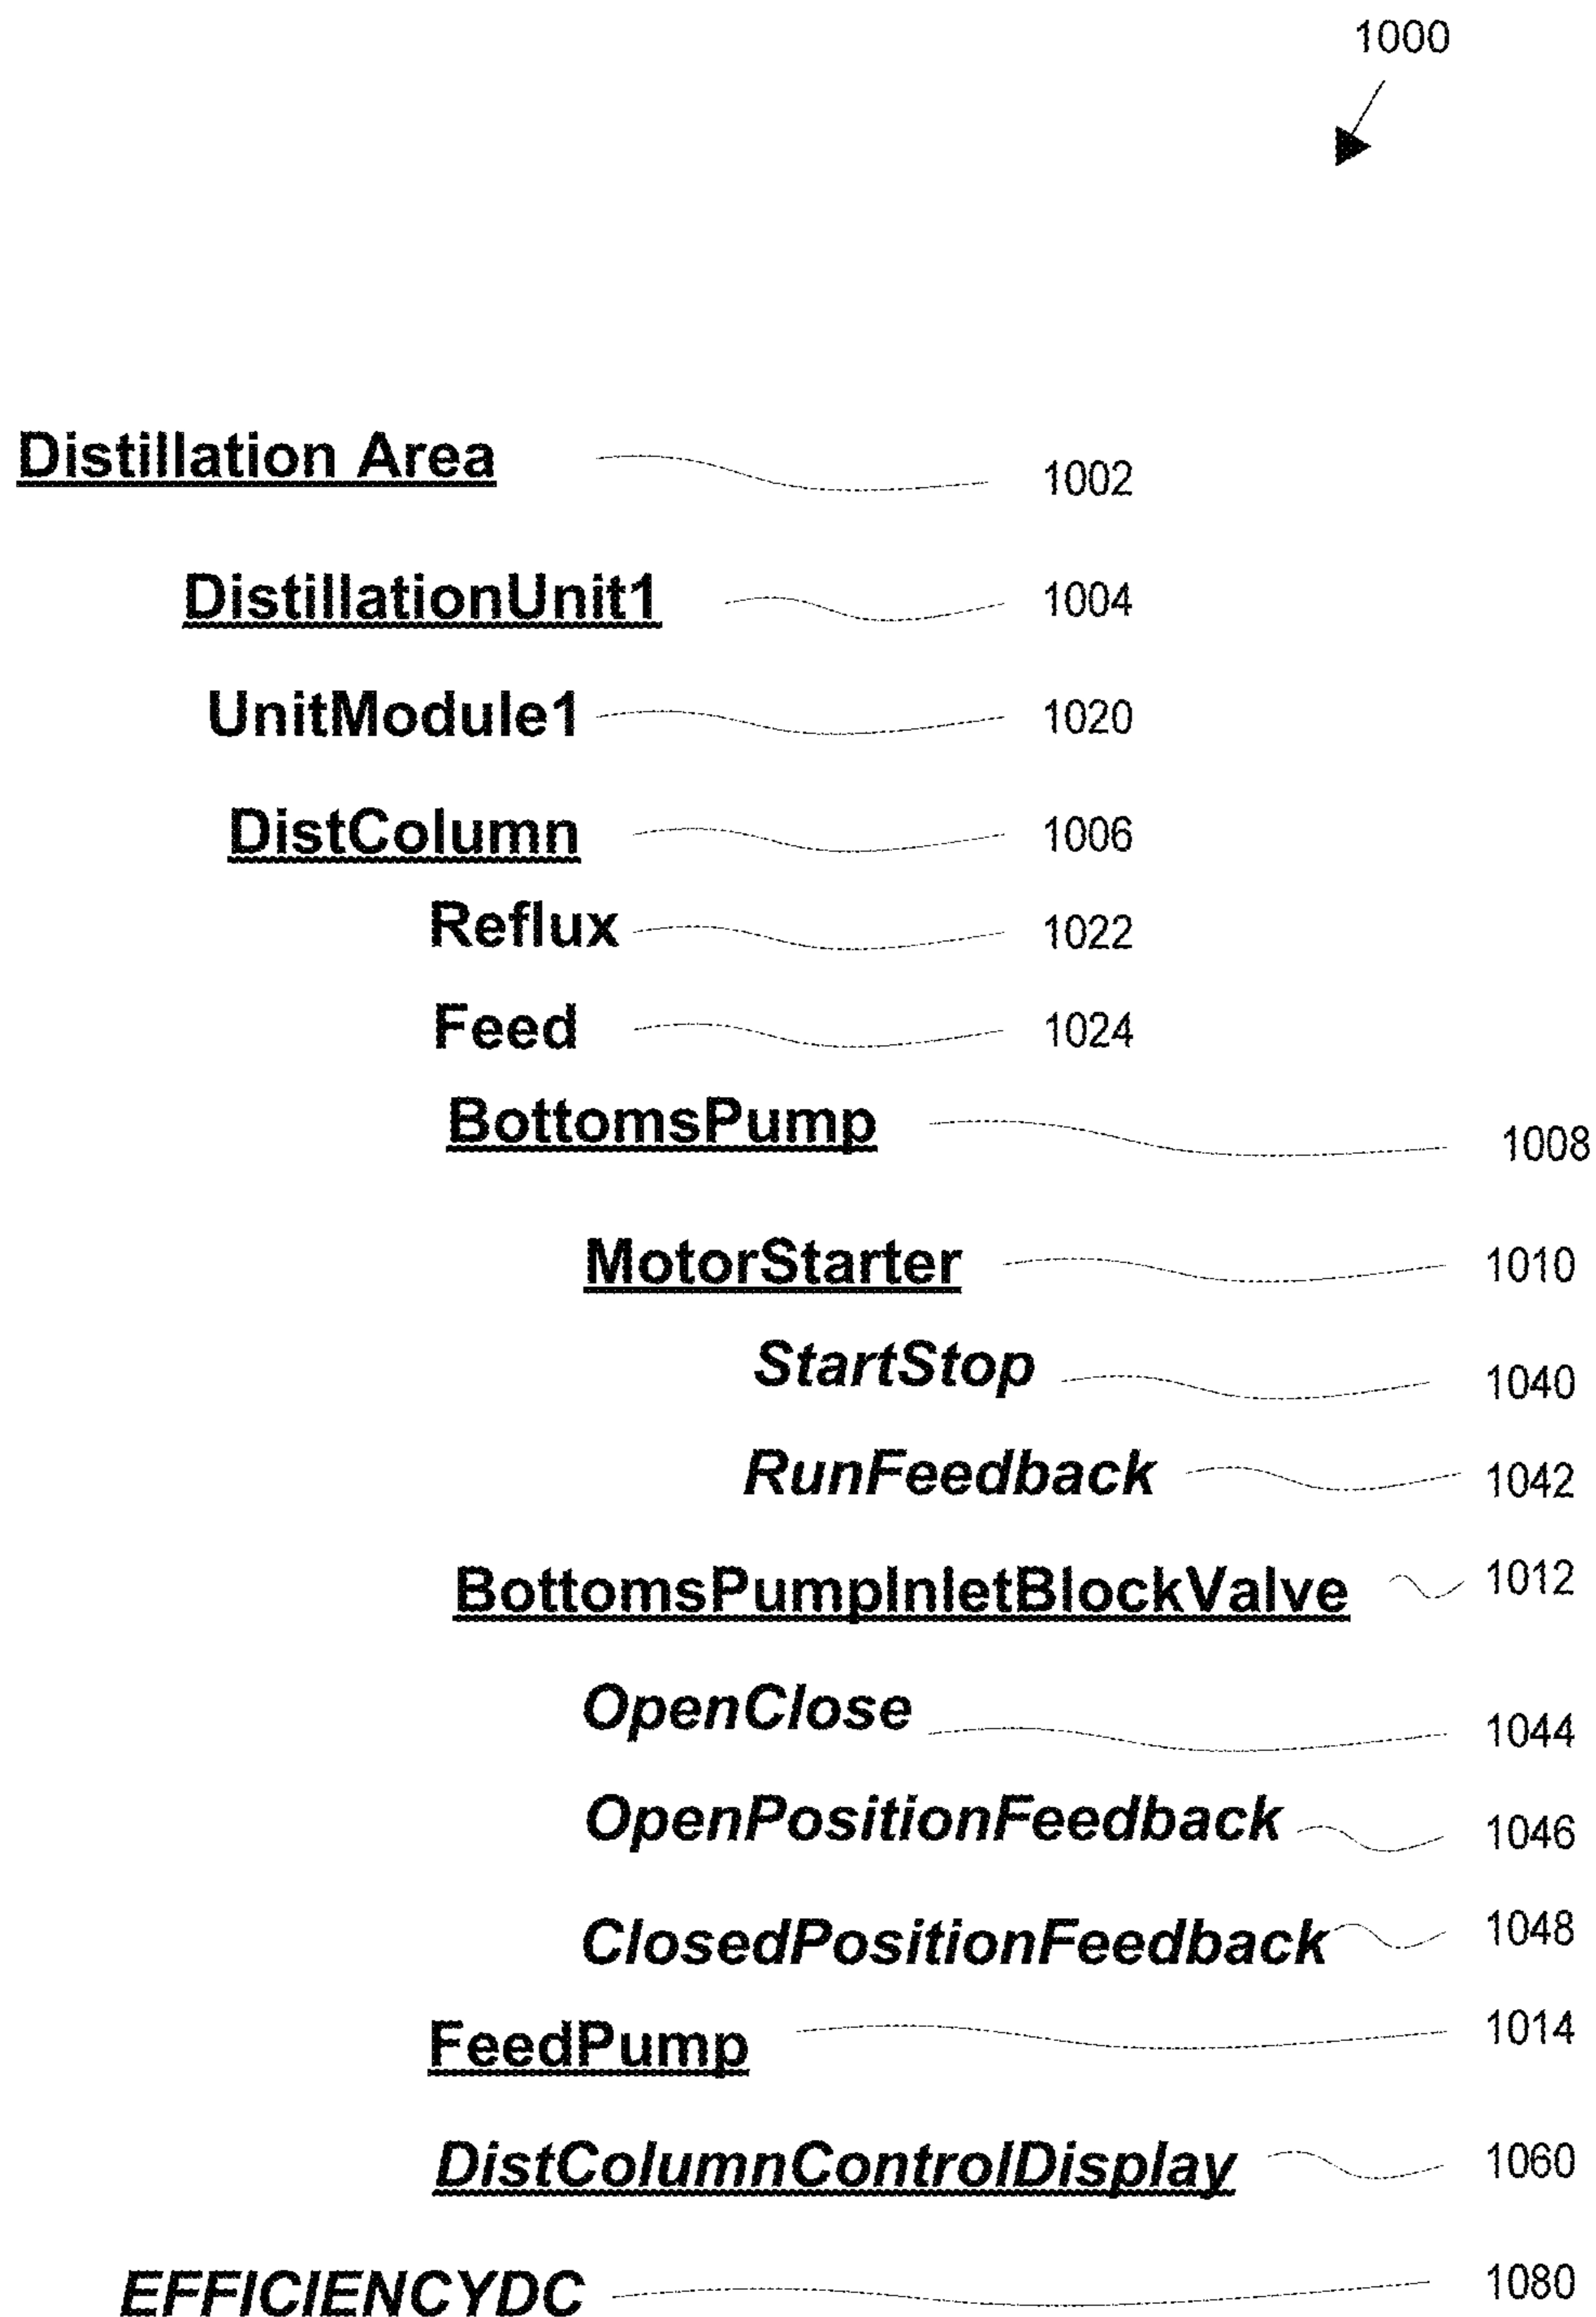 1000
Distillation Area 1002
DistillationUnit1 1004
UnitModule1 1020
DistColumn 1006
Reflux 1022
Feed 1024
BottomsPump 1008
MotorStarter 1010
StartStop 1040
RunFeedback 1042
BottomsPumpInletBlockValve 1012
OpenClose 1044
OpenPositionFeedback 1046
ClosedPositionFeedback 1048
FeedPump 1014
DistColumnControlDisplay 1060
EFFICIENCYDC 1080